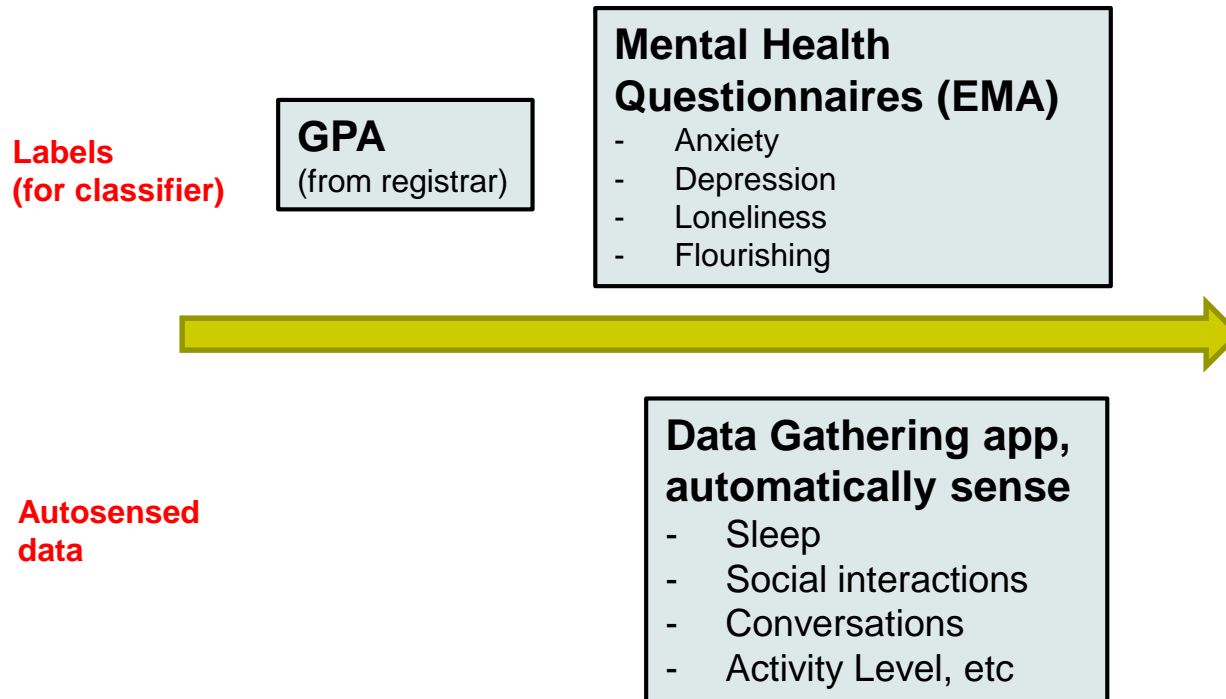 Labels
(for classifier)
GPA
(from registrar)
Mental Health
Questionnaires (EMA)
- Anxiety
- Depression
- Loneliness
- Flourishing
Autosensed
data
Data Gathering app,
automatically sense
- Sleep
- Social interactions
- Conversations
- Activity Level, etc